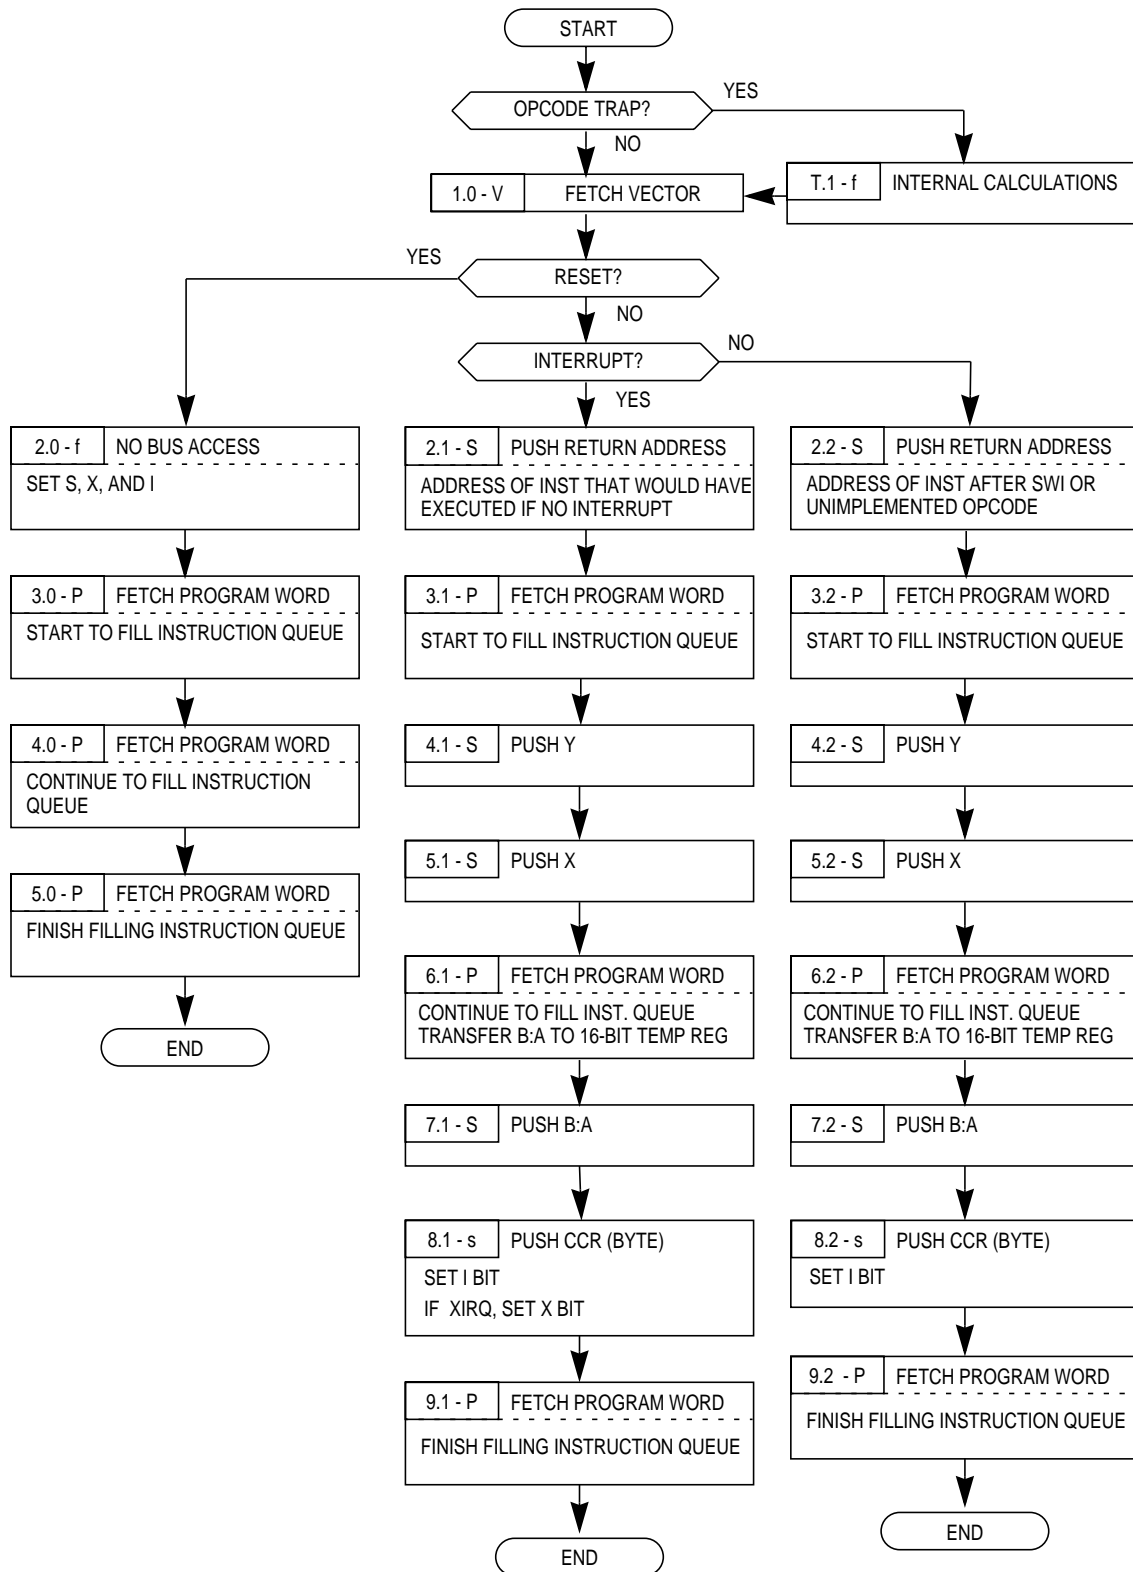 START
OPCODE TRAP?
YES
NO
T.1 - f INTERNAL CALCULATIONS
1.0 - V FETCH VECTOR
YES
RESET?
NO
INTERRUPT?
NO
YES
2.0 - f NO BUS ACCESS
SET S, X, AND I
3.0 - P FETCH PROGRAM WORD
START TO FILL INSTRUCTION QUEUE
4.0 - P FETCH PROGRAM WORD
CONTINUE TO FILL INSTRUCTION
QUEUE
5.0 - P FETCH PROGRAM WORD
FINISH FILLING INSTRUCTION QUEUE
END
2.1 - S PUSH RETURN ADDRESS
ADDRESS OF INST THAT WOULD HAVE
EXECUTED IF NO INTERRUPT
3.1 - P FETCH PROGRAM WORD
START TO FILL INSTRUCTION QUEUE
4.1 - S PUSH Y
5.1 - S PUSH X
6.1 - P FETCH PROGRAM WORD
CONTINUE TO FILL INST. QUEUE
TRANSFER B:A TO 16-BIT TEMP REG
7.1 - S PUSH B:A
8.1 - s PUSH CCR (BYTE)
SET I BIT
IF XIRQ, SET X BIT
9.1 - P FETCH PROGRAM WORD
FINISH FILLING INSTRUCTION QUEUE
END
2.2 - S PUSH RETURN ADDRESS
ADDRESS OF INST AFTER SWI OR
UNIMPLEMENTED OPCODE
3.2 - P FETCH PROGRAM WORD
START TO FILL INSTRUCTION QUEUE
4.2 - S PUSH Y
5.2 - S PUSH X
6.2 - P FETCH PROGRAM WORD
CONTINUE TO FILL INST. QUEUE
TRANSFER B:A TO 16-BIT TEMP REG
7.2 - S PUSH B:A
8.2 - s PUSH CCR (BYTE)
SET I BIT
9.2 - P FETCH PROGRAM WORD
FINISH FILLING INSTRUCTION QUEUE
END